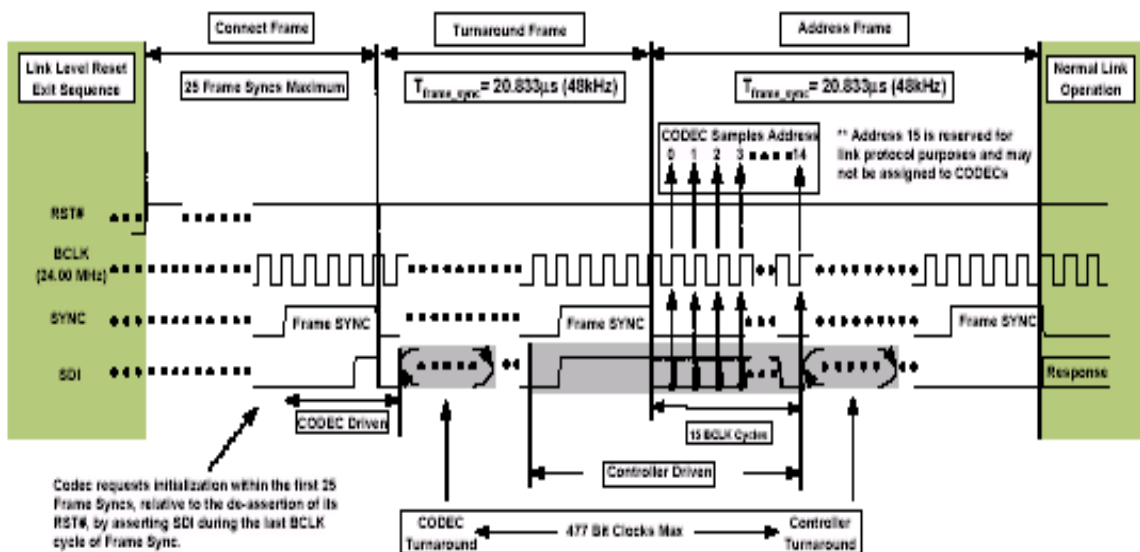 Connect Frame
Turnaround Frame
Address Frame
Link Level Reset
Exit Sequence
25 Frame Syncs Maximum
Tframe_sync= 20.833µs (48kHz)
Tframe_sync= 20.833µs (48kHz)
Normal Link
Operation
CODEC Samples Address
0 1 2 3 14
** Address 15 is reserved for
link protocol purposes and may
not be assigned to CODECs
RST#
BCLK
(24.00 MHz)
SYNC
Frame SYNC
Frame SYNC
Frame SYNC
SDI
Response
CODEC Driven
15 BCLK Cycles
Controller Driven
Codec requests initialization within the first 25
Frame Syncs, relative to the de-assertion of its
RST#, by asserting SDI during the last BCLK
cycle of Frame Sync.
CODEC
Turnaround
477 Bit Clocks Max
Controller
Turnaround